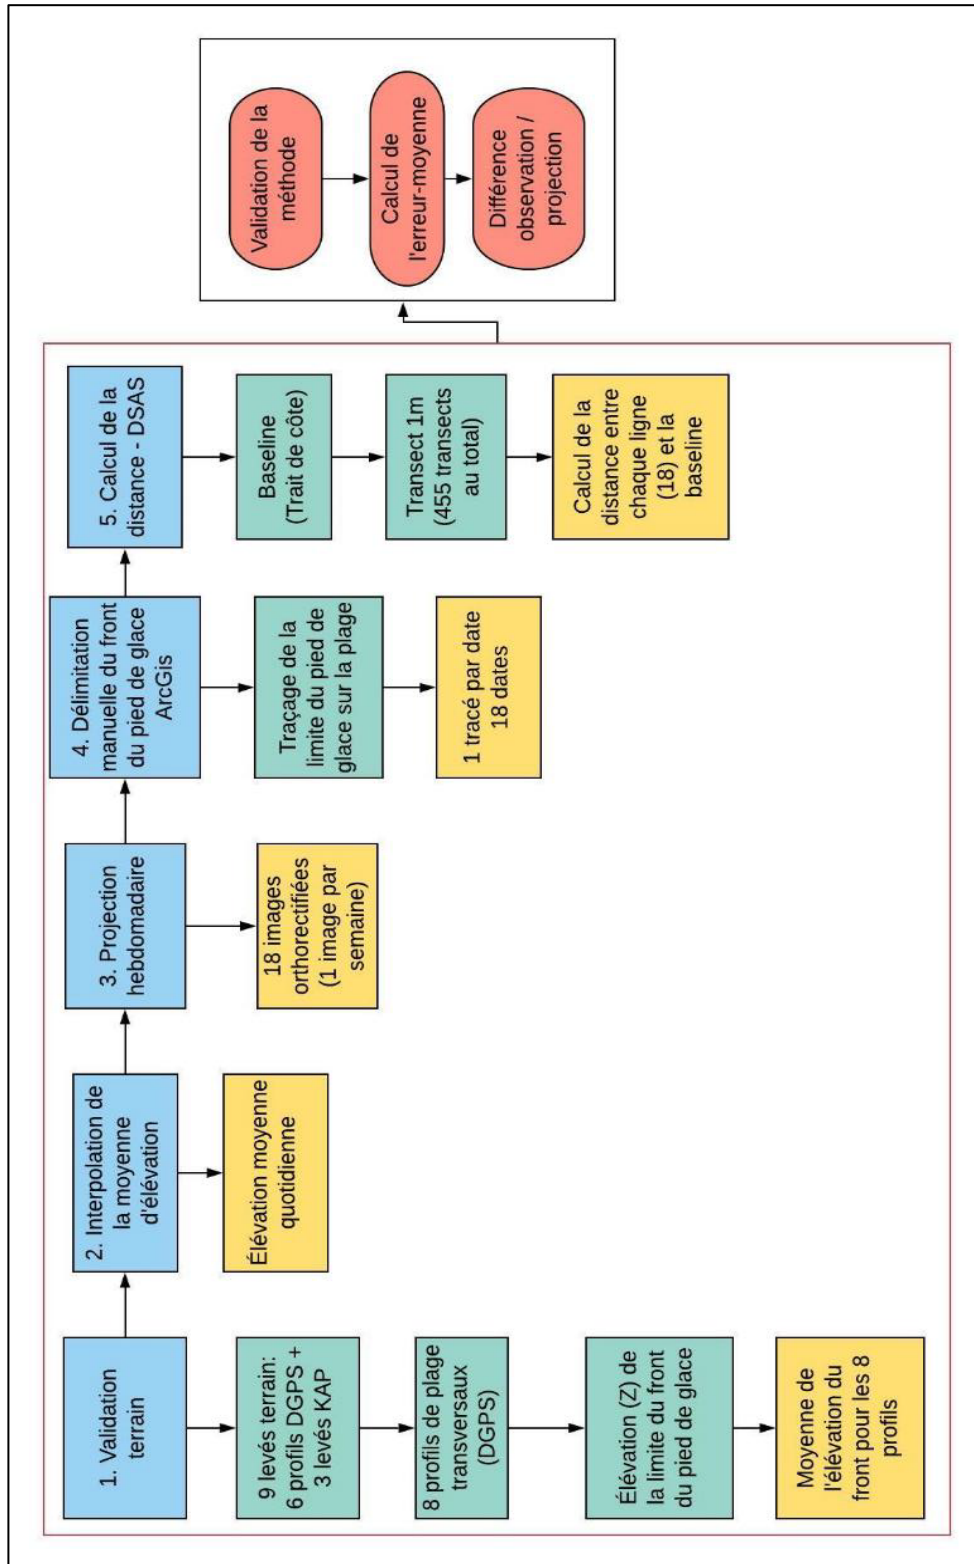 1. Validation
terrain
9 levés terrain:
6 profils DGPS +
3 levés KAP
8 profils de plage
transversaux
(DGPS)
Élévation (Z) de
la limite du front
du pied de glace
Moyenne de
l'élévation du
front pour les 8
profils
2. Interpolation de
la moyenne
d'élévation
Élévation moyenne
quotidienne
3. Projection
hebdomadaire
18 images
orthorectifiées
(1 image par
semaine)
4. Délimitation
manuelle du front
du pied de glace
ArcGis
Traçage de la
limite du pied de
glace sur la plage
1 tracé par date
18 dates
5. Calcul de la
distance - DSAS
Baseline
(Trait de côte)
Transect 1m
(455 transects
au total)
Calcul de la
distance entre
chaque ligne
(18) et la
baseline
Validation de la
méthode
Calcul de
l'erreur-moyenne
Différence
observation /
projection